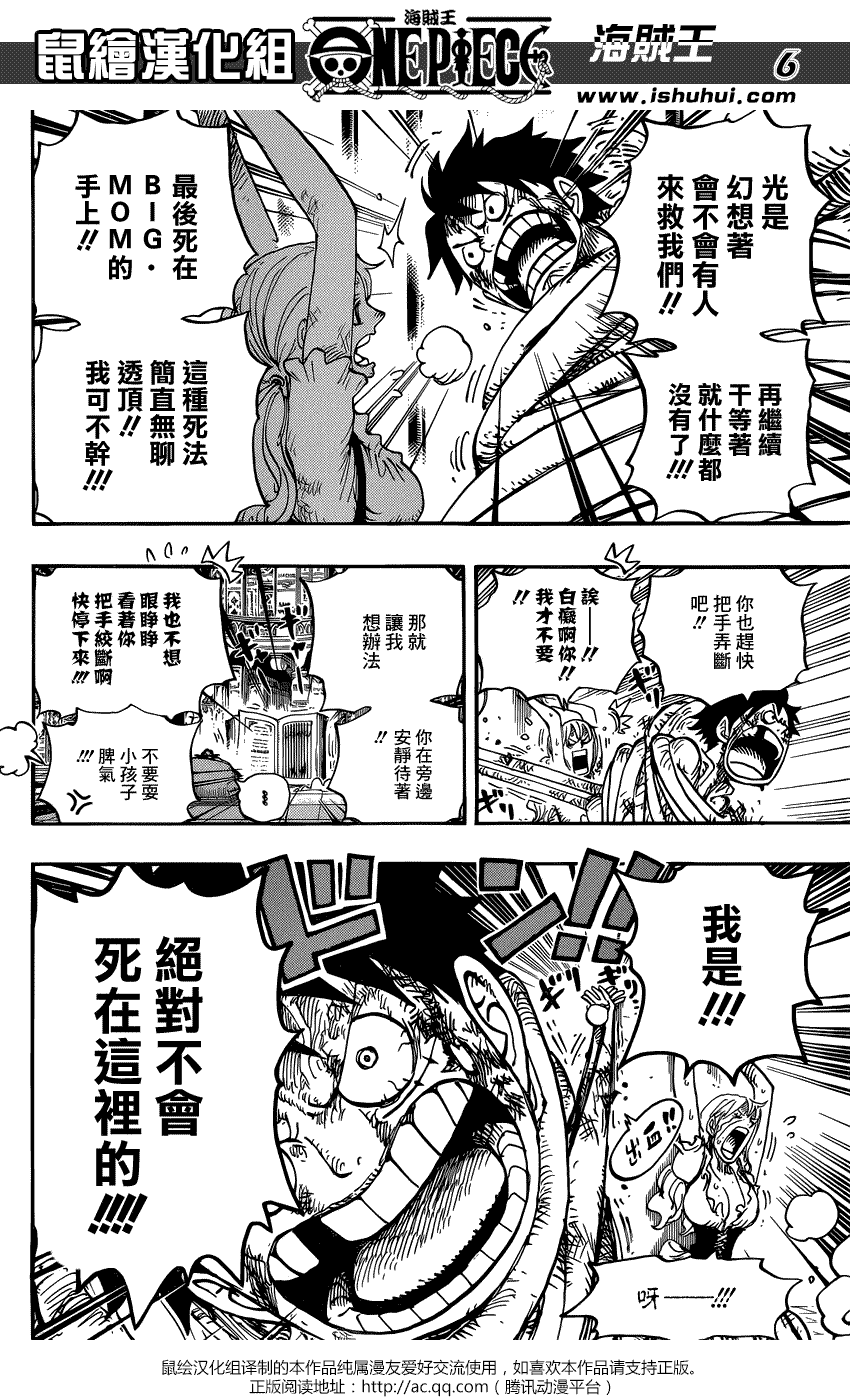 鼠繪漢化組
海賊王
ONE PIECE
海賊王
6
www.ishuhui.com
光是
幻想著
會不會有人
來救我們!!
再繼續
干等著
就什麼都
沒有了!!!
最後死在
BIG·
MOM的
手上!!
這種死法
簡直無聊
透頂!!
我可不幹!!!
你也趕快
把手弄斷
吧!!
誒——!!
白癡啊你!!
我才不要!!
那就
讓我
想辦法
你在旁邊
安靜待著!!
我也不想
眼睜睜
看著你
把手絞斷啊
快停下來!!!
不要耍
小孩子
脾氣!!!
我是!!!
ギリ
ギリ
ドン!!
出血!!
呀——!!!
絕對不會
死在這裡的!!!!
鼠绘汉化组译制的本作品纯属漫友爱好交流使用，如喜欢本作品请支持正版。
正版阅读地址：http://ac.qq.com（腾讯动漫平台）